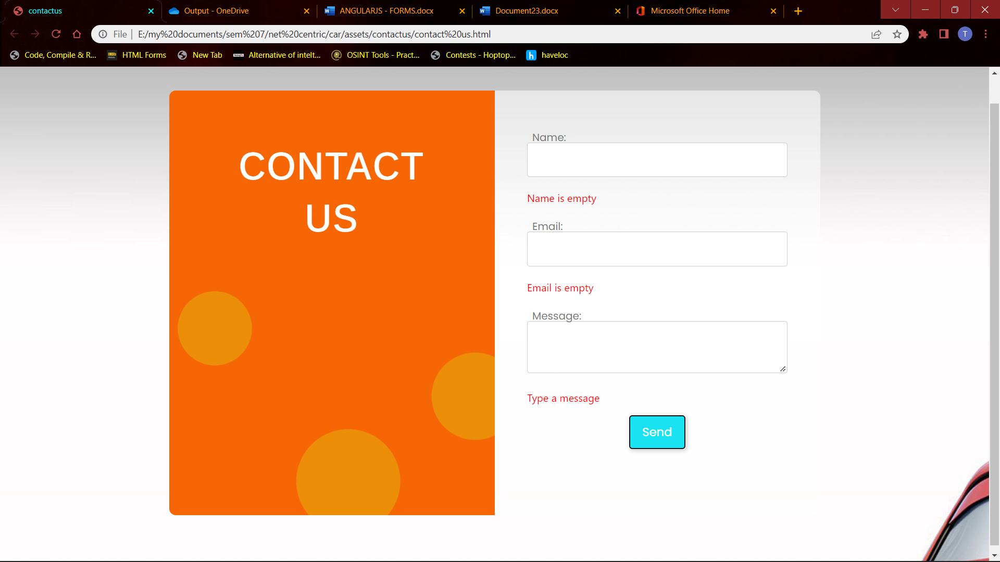 contactus
Output - OneDrive
ANGULARJS - FORMS.docx
Document23.docx
Microsoft Office Home
File
E:/my%20documents/sem%207/net%20centric/car/assets/contactus/contact%20us.html
T
Code, Compile & R...
HTML Forms
New Tab
Alternative of intelt...
OSINT Tools - Pract...
Contests - Hoptop...
h
haveloc
CONTACT
US
Name:
Name is empty
Email:
Email is empty
Message:
Type a message
Send